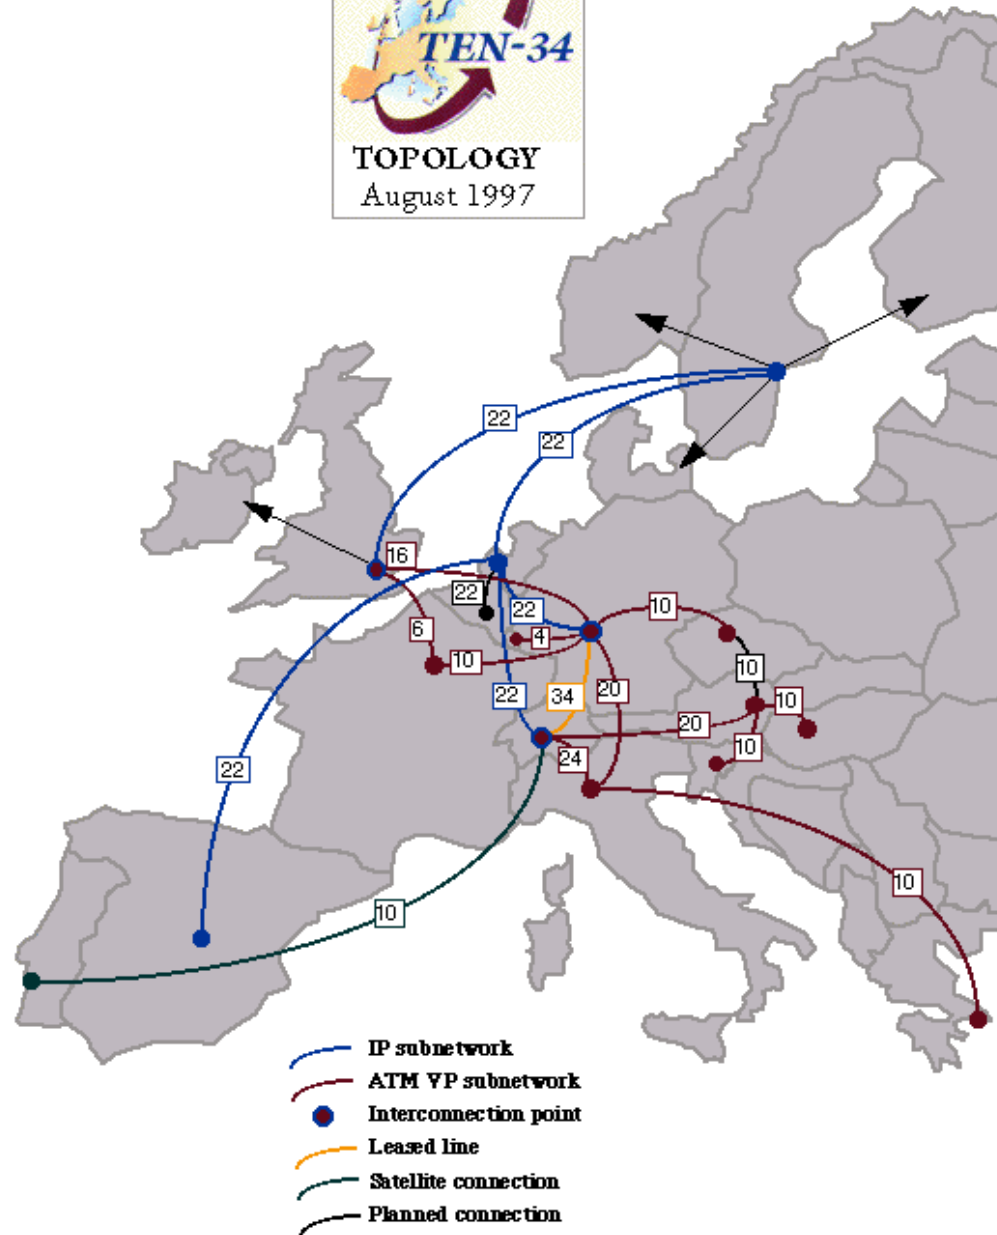 TEN-34
TOPOLOGY
August 1997
22
22
16
22
22
10
6
4
10
10
22
34
20
10
20
10
24
22
10
10
IP subnetwork
ATM VP subnetwork
Interconnection point
Leased line
Satellite connection
Planned connection